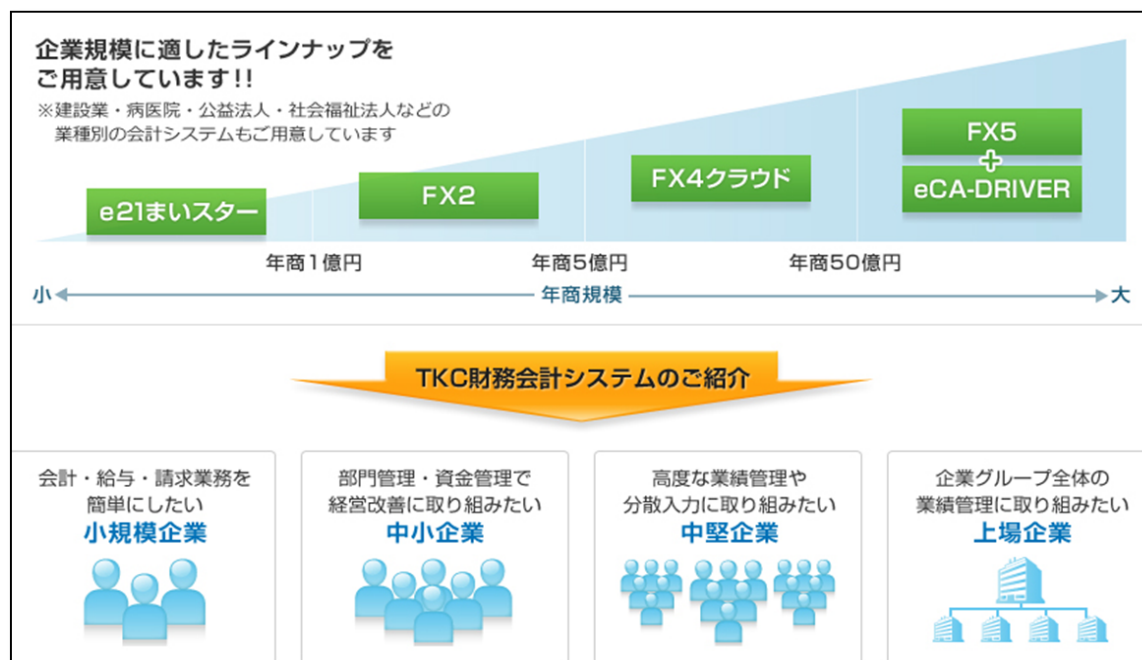 企業規模に適したラインナップを
ご用意しています!!
※建設業・病医院・公益法人・社会福祉法人などの
業種別の会計システムもご用意しています
e21まいスター
FX2
FX4クラウド
FX5
+
eCA-DRIVER
年商1億円
年商5億円
年商50億円
小
年商規模
大
TKC財務会計システムのご紹介
会計・給与・請求業務を
簡単にしたい
小規模企業
部門管理・資金管理で
経営改善に取り組みたい
中小企業
高度な業績管理や
分散入力に取り組みたい
中堅企業
企業グループ全体の
業績管理に取り組みたい
上場企業